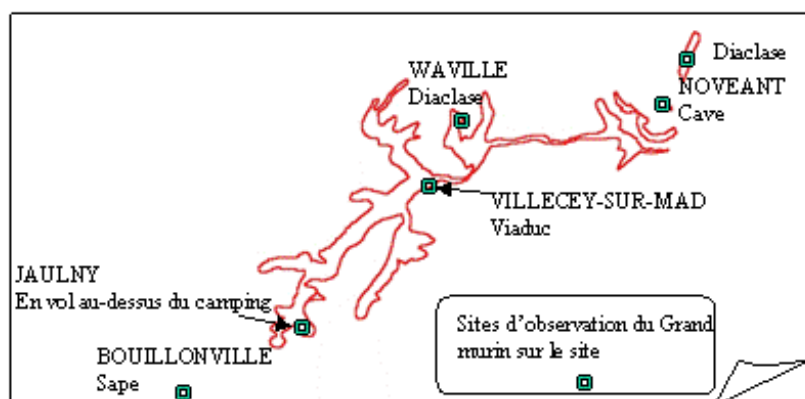 Diaclase
WAVILLE
Diaclase
NOVEANT
Cave
VILLECEY-SUR-MAD
Viaduc
JAULNY
En vol au-dessus du camping
Sites d'observation du Grand
murin sur le site
BOUILLONVILLE
Sape